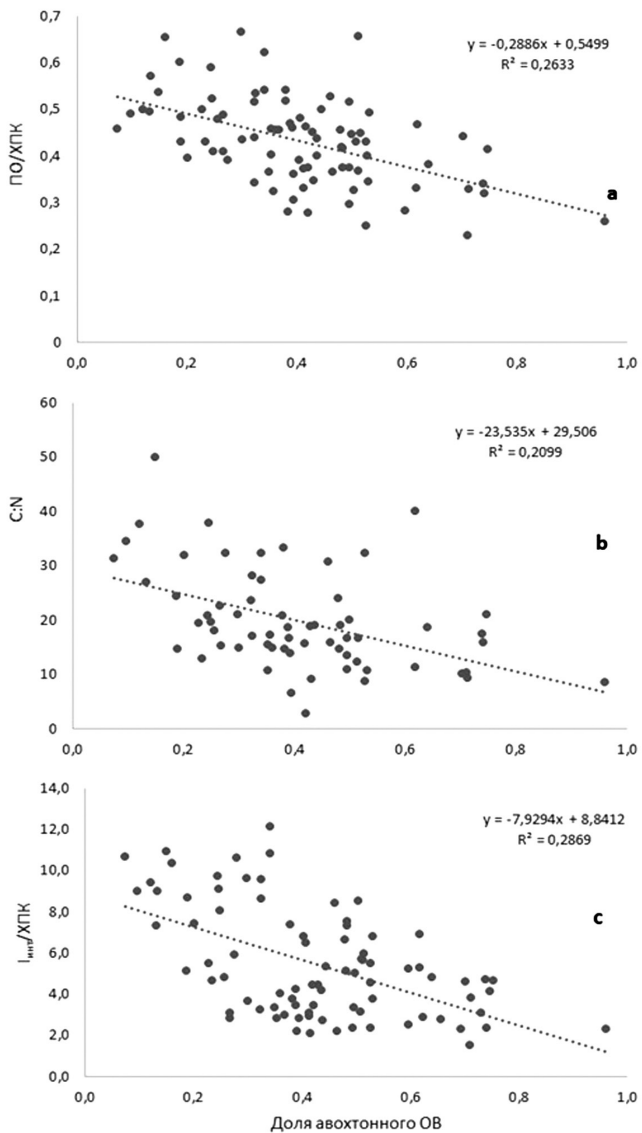 0,7
y = -0,2886x + 0,5499
R² = 0,2633
0,6
0,5
0,4
ПО/ХПК
a
0,3
0,2
0,1
0
0,0 0,2 0,4 0,6 0,8 1,0
60
y = -23,535x + 29,506
R² = 0,2099
50
40
C:N
b
30
20
10
0
0,0 0,2 0,4 0,6 0,8 1,0
14,0
y = -7,9294x + 8,8412
R² = 0,2869
12,0
10,0
8,0
Iинт/ХПК
c
6,0
4,0
2,0
0,0
0,0 0,2 0,4 0,6 0,8 1,0
Доля авохтонного ОВ